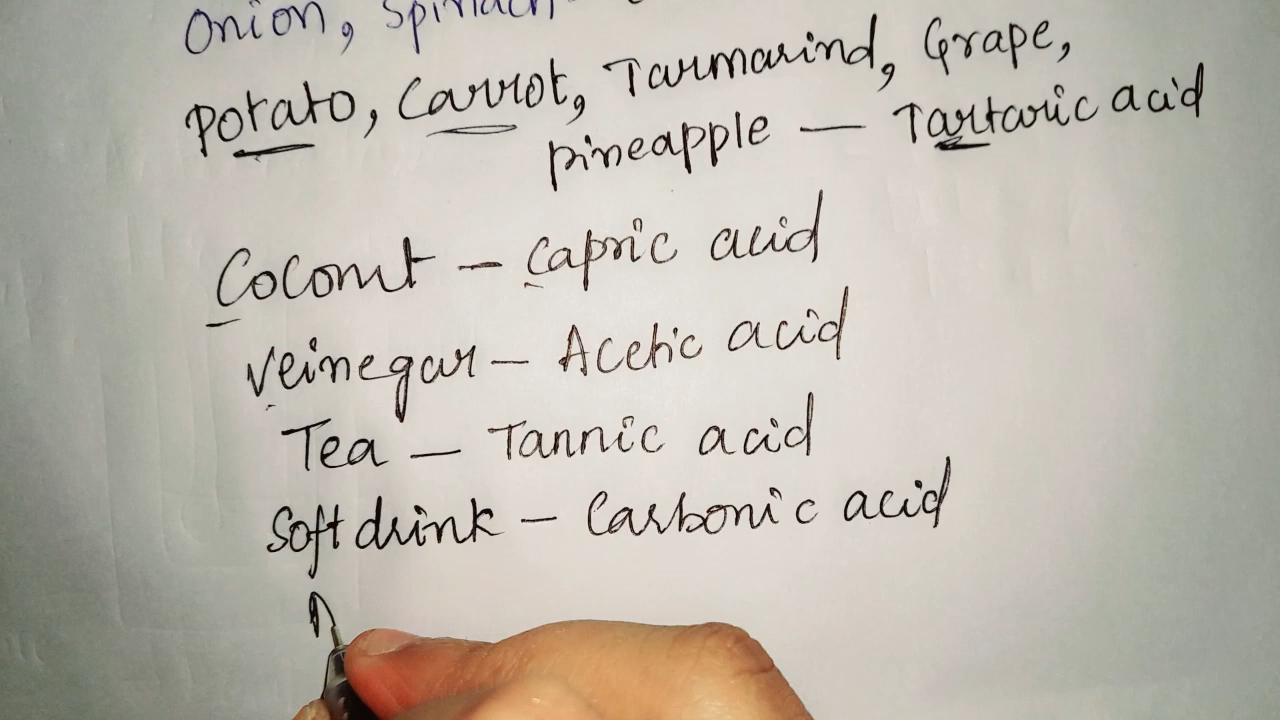 Onion, Spinach
Potato, Carrot, Tarmarind, Grape,
pineapple — Tartaric acid
Coconut — Capric acid
Veinegar — Acetic acid
Tea — Tannic acid
Soft drink — Carbonic acid